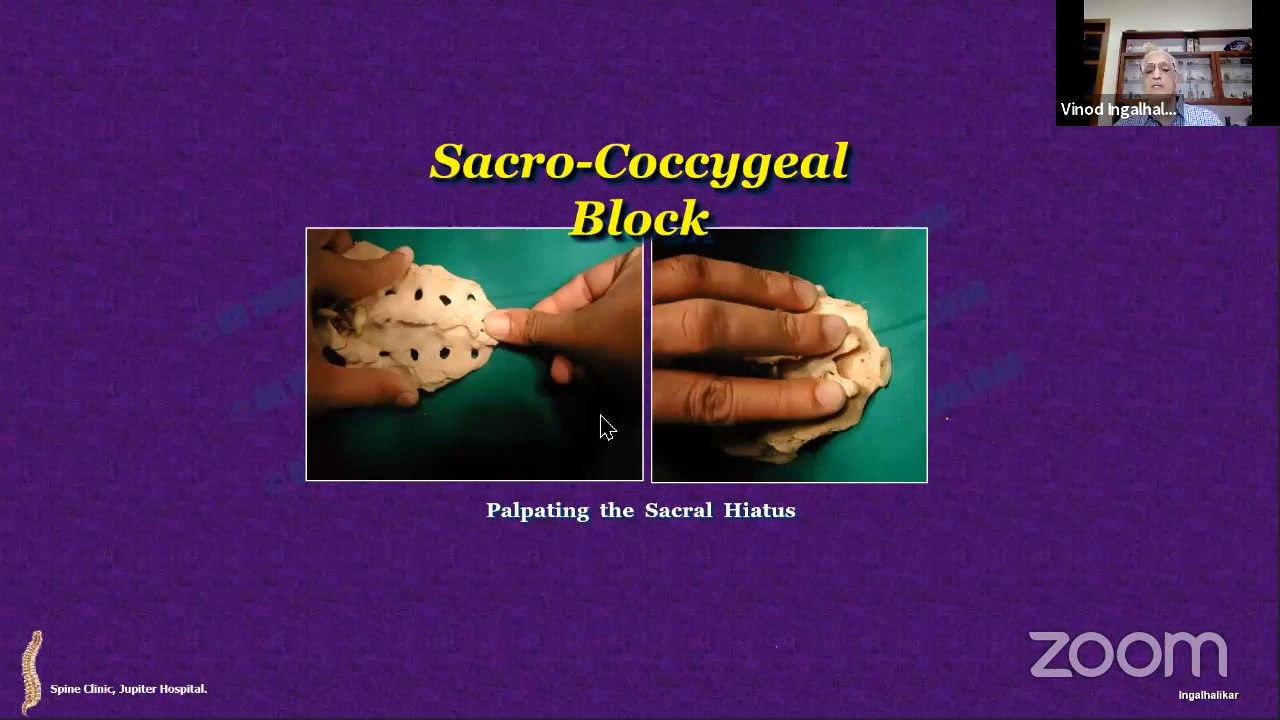 Vinod Ingalhal...
Sacro-Coccygeal
Block
Palpating the Sacral Hiatus
zoom
Spine Clinic, Jupiter Hospital.
Ingalhalikar